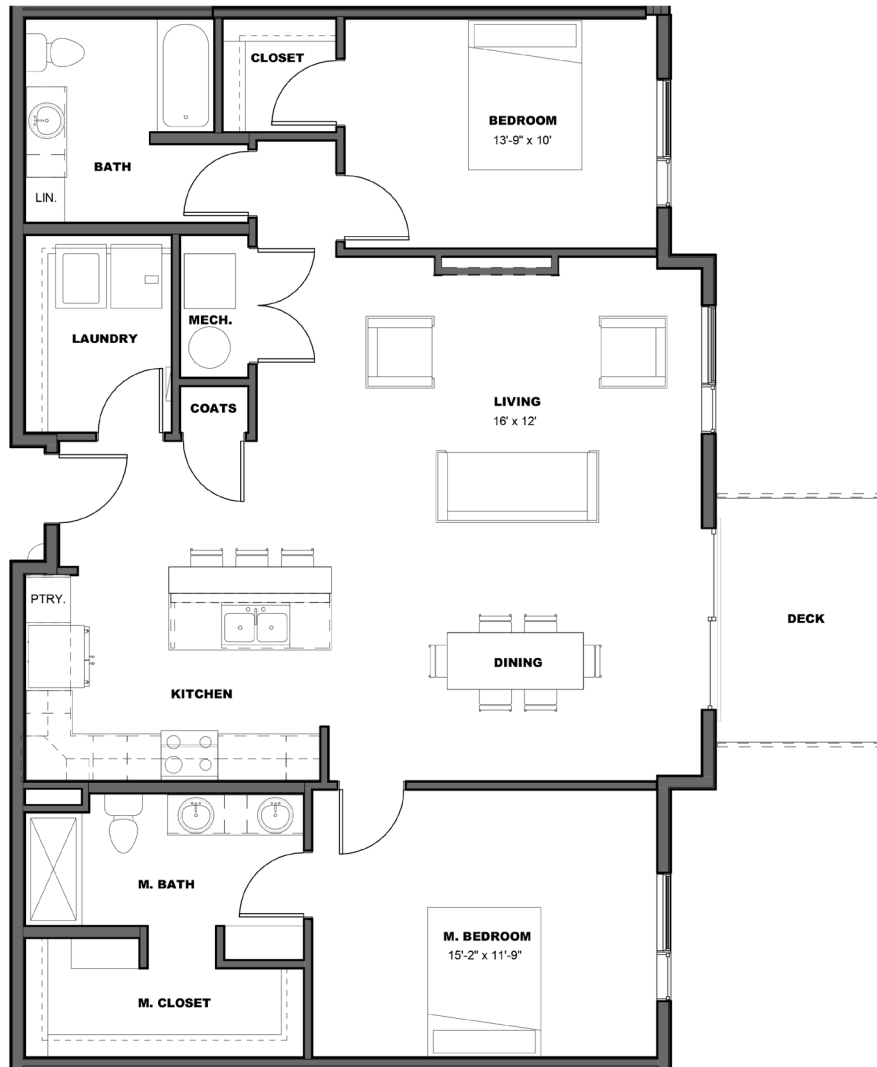 CLOSET
BEDROOM
13'-9" x 10'
BATH
LIN.
MECH.
LAUNDRY
COATS
LIVING
16' x 12'
PTRY.
DECK
DINING
KITCHEN
M. BATH
M. BEDROOM
15'-2" x 11'-9"
M. CLOSET